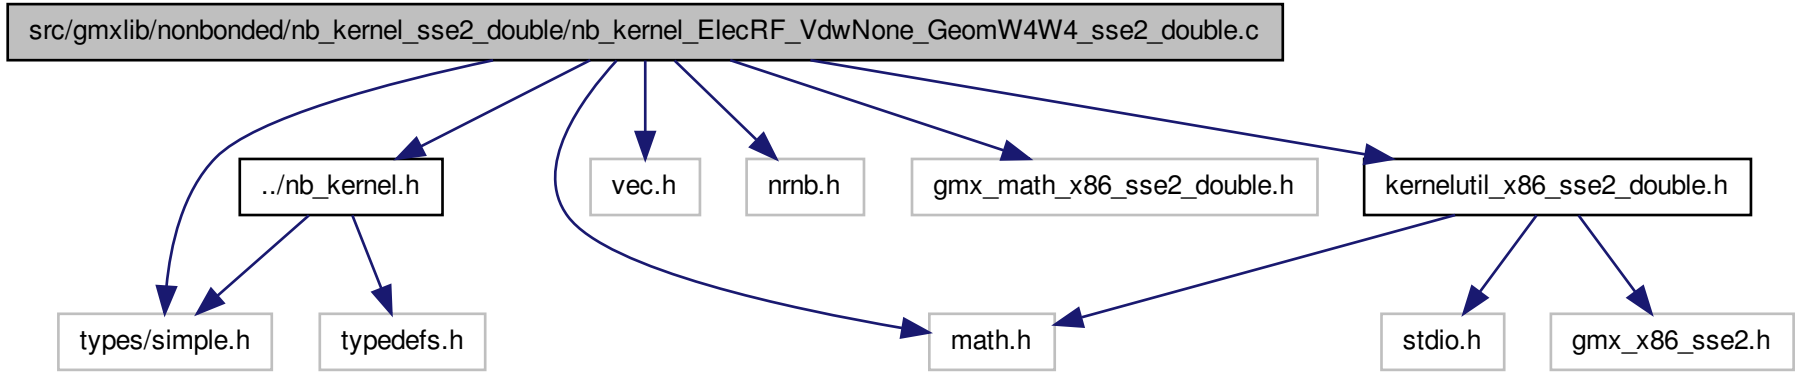 src/gmxlib/nonbonded/nb_kernel_sse2_double/nb_kernel_ElecRF_VdwNone_GeomW4W4_sse2_double.c
../nb_kernel.h
vec.h
nrnb.h
gmx_math_x86_sse2_double.h
kernelutil_x86_sse2_double.h
types/simple.h
typedefs.h
math.h
stdio.h
gmx_x86_sse2.h